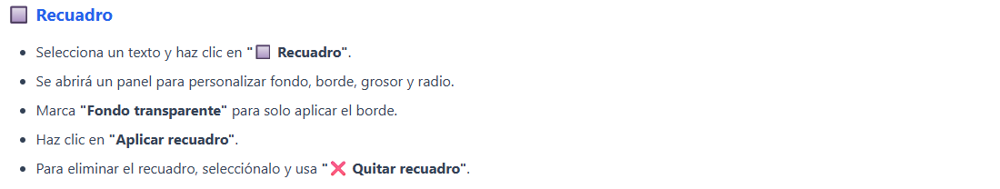 🔲 Recuadro
• Selecciona un texto y haz clic en "🔲 Recuadro".
• Se abrirá un panel para personalizar fondo, borde, grosor y radio.
• Marca "Fondo transparente" para solo aplicar el borde.
• Haz clic en "Aplicar recuadro".
• Para eliminar el recuadro, selecciónalo y usa "❌ Quitar recuadro".